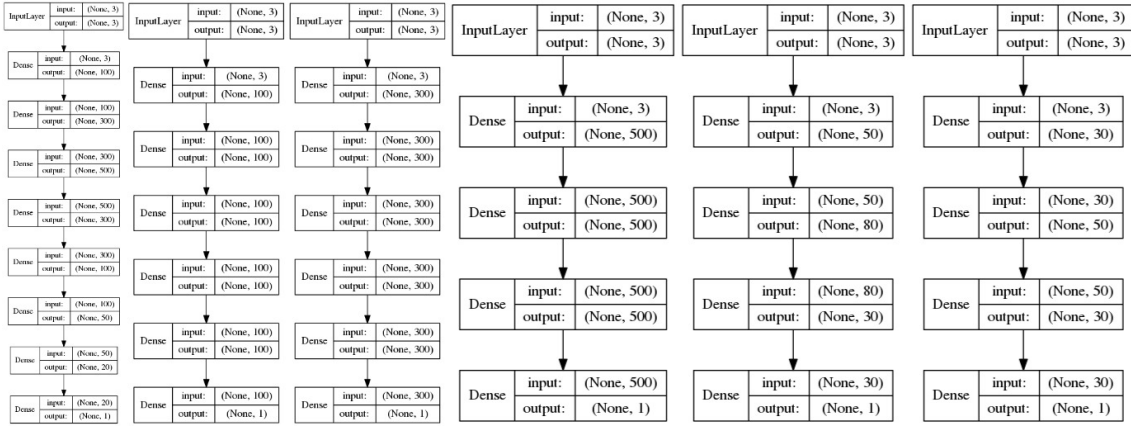 InputLayer
input: (None, 3)
output: (None, 3)
Dense
input: (None, 3)
output: (None, 100)
Dense
input: (None, 100)
output: (None, 300)
Dense
input: (None, 300)
output: (None, 500)
Dense
input: (None, 500)
output: (None, 300)
Dense
input: (None, 300)
output: (None, 100)
Dense
input: (None, 100)
output: (None, 50)
Dense
input: (None, 50)
output: (None, 20)
Dense
input: (None, 20)
output: (None, 1)
InputLayer
input: (None, 3)
output: (None, 3)
Dense
input: (None, 3)
output: (None, 100)
Dense
input: (None, 100)
output: (None, 100)
Dense
input: (None, 100)
output: (None, 100)
Dense
input: (None, 100)
output: (None, 100)
Dense
input: (None, 100)
output: (None, 100)
Dense
input: (None, 100)
output: (None, 1)
InputLayer
input: (None, 3)
output: (None, 3)
Dense
input: (None, 3)
output: (None, 300)
Dense
input: (None, 300)
output: (None, 300)
Dense
input: (None, 300)
output: (None, 300)
Dense
input: (None, 300)
output: (None, 300)
Dense
input: (None, 300)
output: (None, 300)
Dense
input: (None, 300)
output: (None, 1)
InputLayer
input: (None, 3)
output: (None, 3)
Dense
input: (None, 3)
output: (None, 500)
Dense
input: (None, 500)
output: (None, 500)
Dense
input: (None, 500)
output: (None, 500)
Dense
input: (None, 500)
output: (None, 1)
InputLayer
input: (None, 3)
output: (None, 3)
Dense
input: (None, 3)
output: (None, 50)
Dense
input: (None, 50)
output: (None, 80)
Dense
input: (None, 80)
output: (None, 30)
Dense
input: (None, 30)
output: (None, 1)
InputLayer
input: (None, 3)
output: (None, 3)
Dense
input: (None, 3)
output: (None, 30)
Dense
input: (None, 30)
output: (None, 50)
Dense
input: (None, 50)
output: (None, 30)
Dense
input: (None, 30)
output: (None, 1)